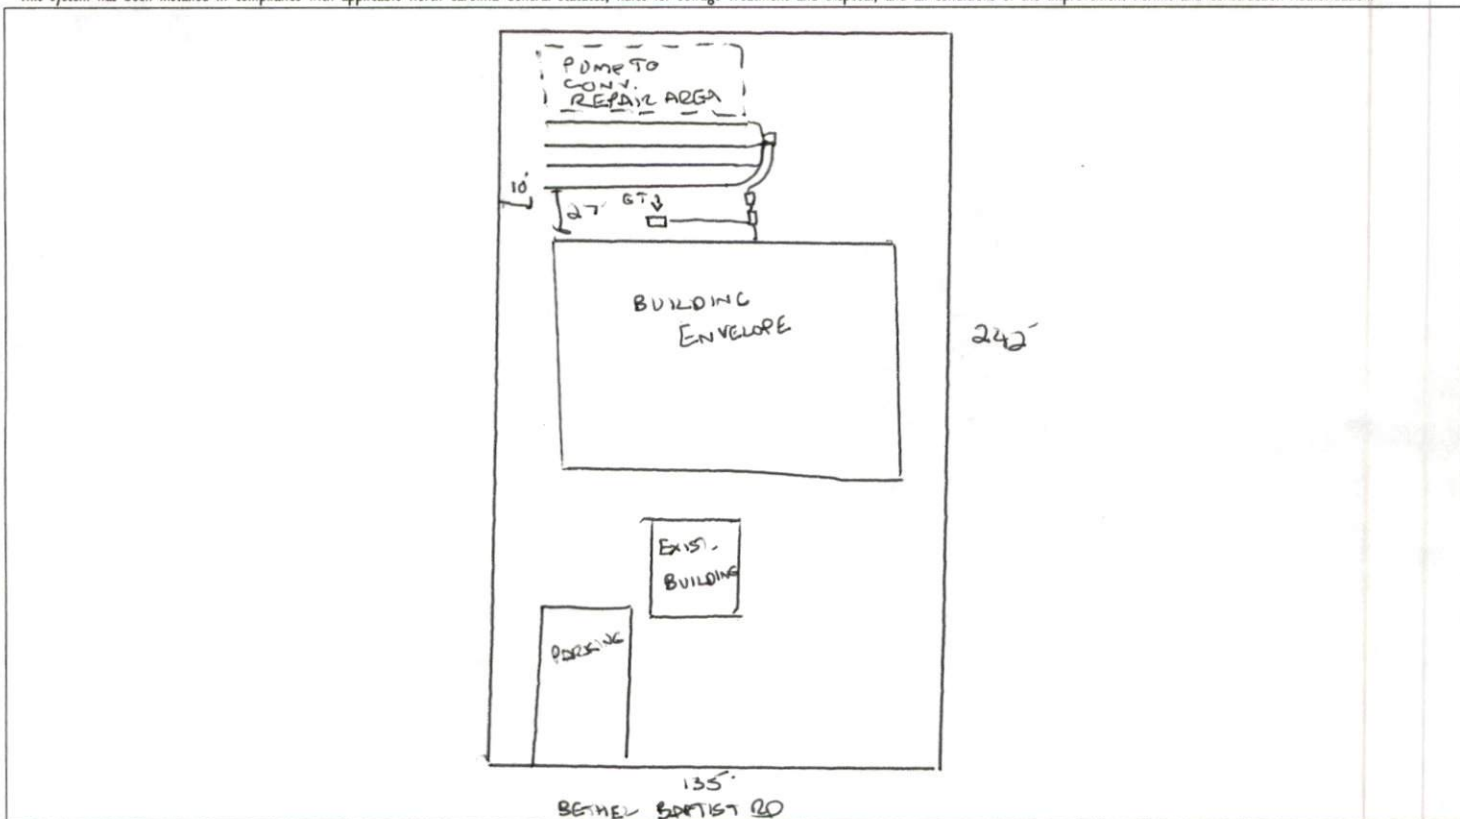 PUMP TO
CONV.
REPAIR AREA
10'
27'
GT
BUILDING
ENVELOPE
242'
EXIST.
BUILDING
PARKING
135'
BETHEL BAPTIST RD